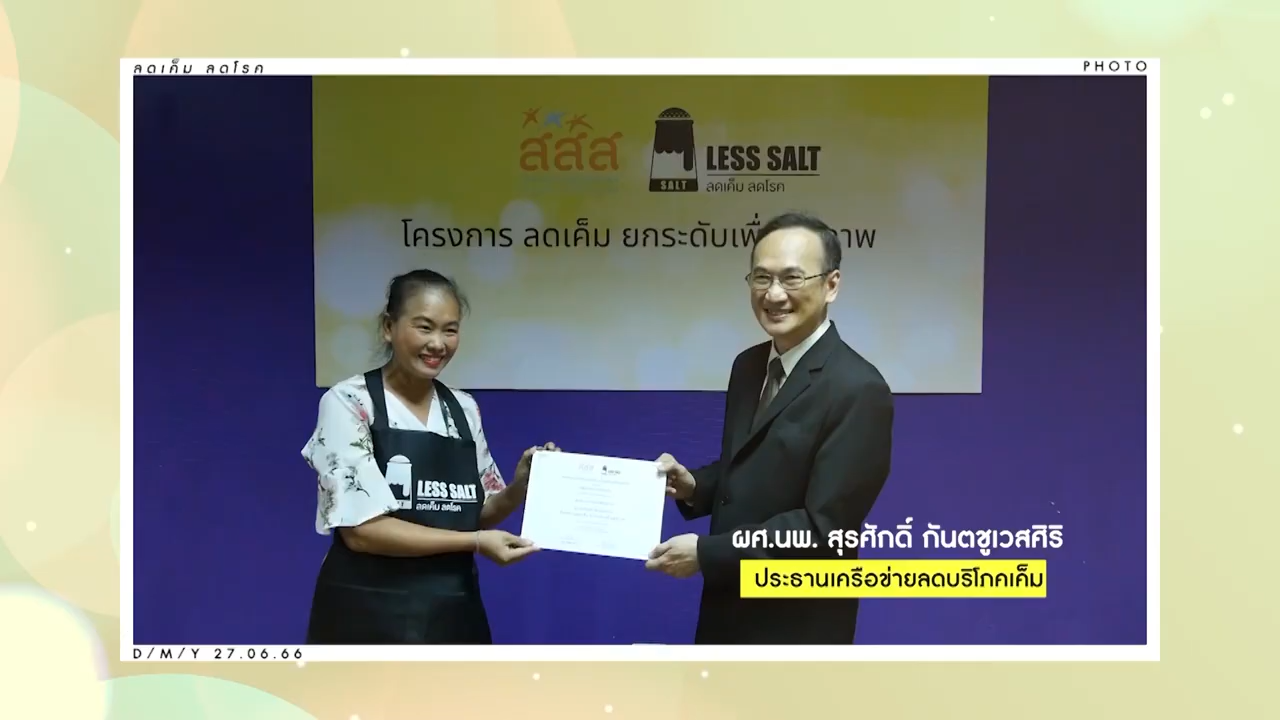 ลดเค็ม ลดโรค
PHOTO
สสส
SALT
LESS SALT
ลดเค็ม ลดโรค
โครงการ ลดเค็ม ยกระดับเพื่
าพ
LESS SALT
ลดเค็ม ลดโรค
ผศ.นพ. สุรศักดิ์ กันตชูเวสศิริ
ประธานเครือข่ายลดบริโภคเค็ม
D/M/Y 27.06.66